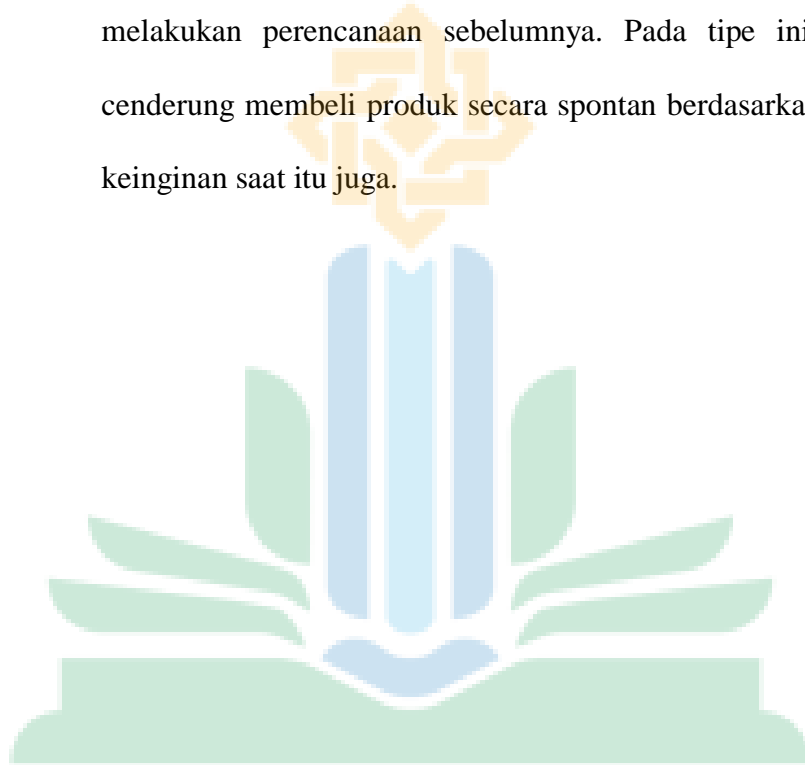 melakukan perencanaan sebelumnya. Pada tipe ini
cenderung membeli produk secara spontan berdasarka
keinginan saat itu juga.